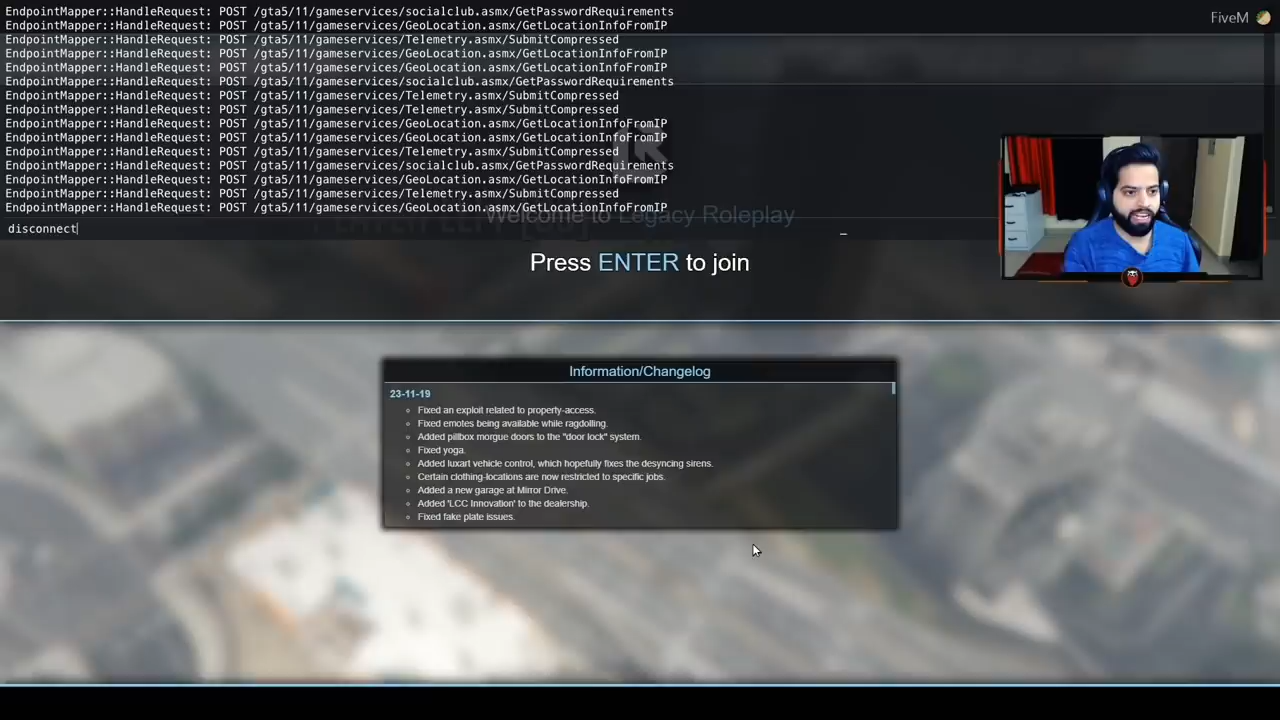 EndpointMapper::HandleRequest: POST /gta5/11/gameservices/socialclub.asmx/GetPasswordRequirements
EndpointMapper::HandleRequest: POST /gta5/11/gameservices/GeoLocation.asmx/GetLocationInfoFromIP
EndpointMapper::HandleRequest: POST /gta5/11/gameservices/Telemetry.asmx/SubmitCompressed
EndpointMapper::HandleRequest: POST /gta5/11/gameservices/GeoLocation.asmx/GetLocationInfoFromIP
EndpointMapper::HandleRequest: POST /gta5/11/gameservices/GeoLocation.asmx/GetLocationInfoFromIP
EndpointMapper::HandleRequest: POST /gta5/11/gameservices/socialclub.asmx/GetPasswordRequirements
EndpointMapper::HandleRequest: POST /gta5/11/gameservices/Telemetry.asmx/SubmitCompressed
EndpointMapper::HandleRequest: POST /gta5/11/gameservices/Telemetry.asmx/SubmitCompressed
EndpointMapper::HandleRequest: POST /gta5/11/gameservices/GeoLocation.asmx/GetLocationInfoFromIP
EndpointMapper::HandleRequest: POST /gta5/11/gameservices/GeoLocation.asmx/GetLocationInfoFromIP
EndpointMapper::HandleRequest: POST /gta5/11/gameservices/Telemetry.asmx/SubmitCompressed
EndpointMapper::HandleRequest: POST /gta5/11/gameservices/socialclub.asmx/GetPasswordRequirements
EndpointMapper::HandleRequest: POST /gta5/11/gameservices/GeoLocation.asmx/GetLocationInfoFromIP
EndpointMapper::HandleRequest: POST /gta5/11/gameservices/Telemetry.asmx/SubmitCompressed
EndpointMapper::HandleRequest: POST /gta5/11/gameservices/GeoLocation.asmx/GetLocationInfoFromIP
FiveM
Welcome to Legacy Roleplay
disconnect
Press ENTER to join
Information/Changelog
23-11-19
Fixed an exploit related to property-access.
Fixed emotes being available while ragdolling.
Added pillbox morgue doors to the "door lock" system.
Fixed yoga.
Added luxart vehicle control, which hopefully fixes the desyncing sirens.
Certain clothing-locations are now restricted to specific jobs.
Added a new garage at Mirror Drive.
Added 'LCC Innovation' to the dealership.
Fixed fake plate issues.